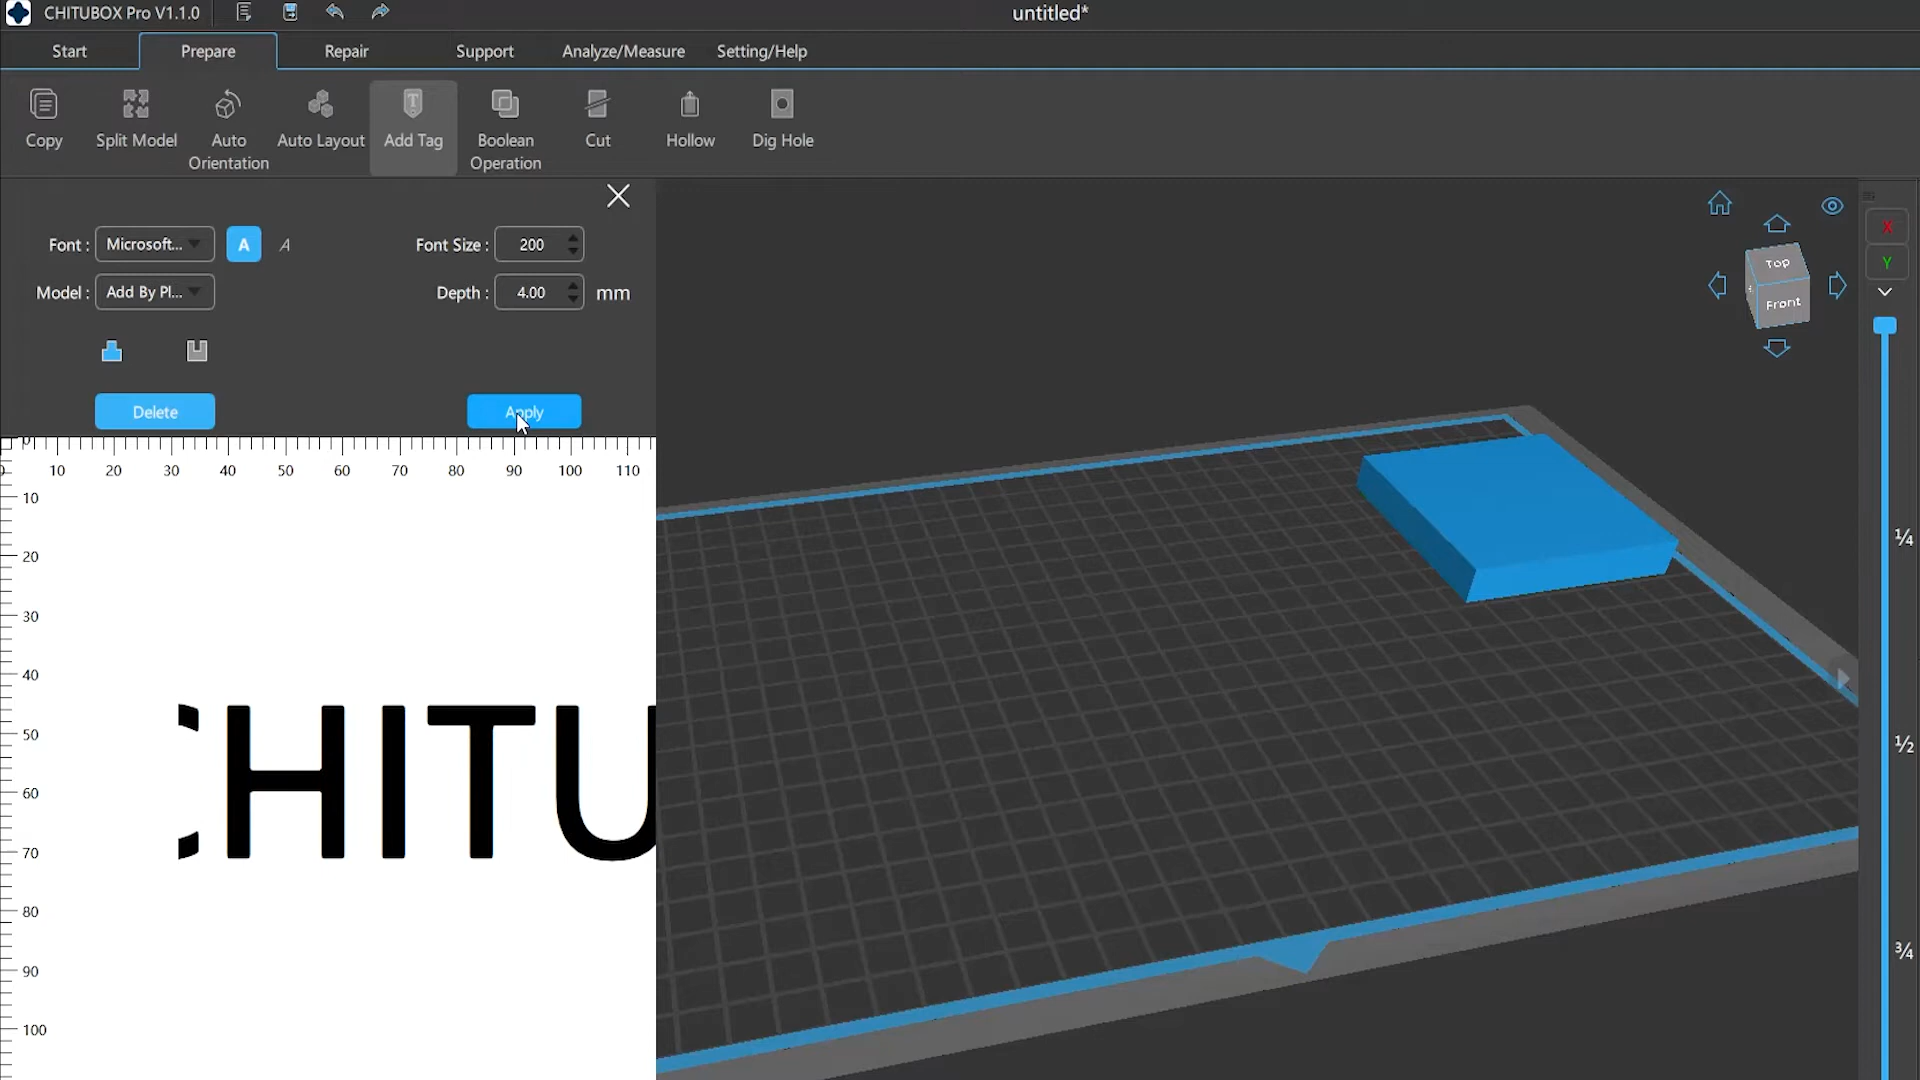 CHITUBOX Pro V1.1.0
untitled*
Start Prepare Repair Support Analyze/Measure Setting/Help
Copy Split Model Auto Orientation Auto Layout Add Tag Boolean Operation Cut Hollow Dig Hole
Font : Microsoft... A A Font Size : 200
Model : Add By Pl... Depth : 4.00 mm
Delete Apply
0
10 20 30 40 50 60 70 80 90 100 110
10
20
30
40
50
60
70
80
90
100
CHITU
Top
Front
X
Y
1/4
1/2
3/4